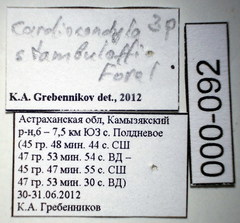 Cardiocondyla 3♀
stambuloffi
Forel
K.A. Grebennikov det., 2012
Астраханская обл, Камызякский
р-н,6 – 7,5 км ЮЗ с. Полдневое
(45 гр. 48 мин. 44 с. СШ
47 гр. 53 мин. 54 с. ВД –
45 гр. 47 мин. 55 с. СШ
47 гр. 53 мин. 30 с. ВД)
30-31.06.2012
К.А. Гребенников
000-092